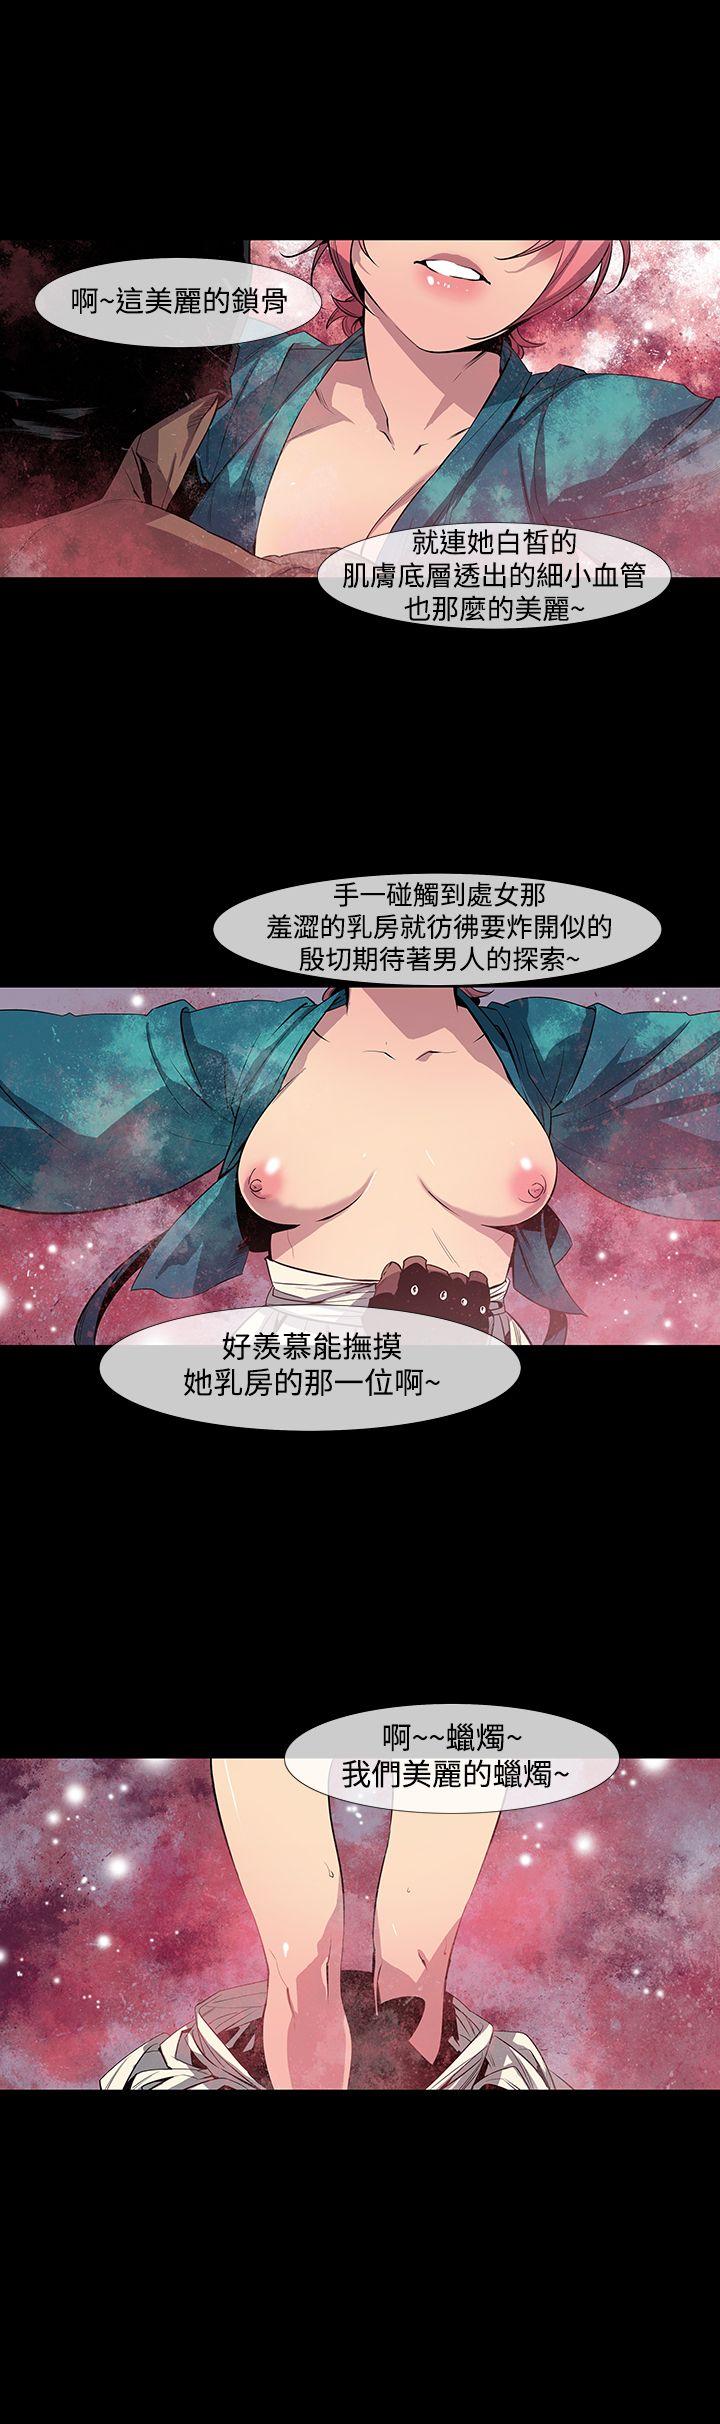 啊~這美麗的鎖骨
就連她白皙的
肌膚底層透出的細小血管
也那麼的美麗~
手一碰觸到處女那
羞澀的乳房就彷彿要炸開似的
殷切期待著男人的探索~
好羨慕能撫摸
她乳房的那一位啊~
啊~~蠟燭~
我們美麗的蠟燭~